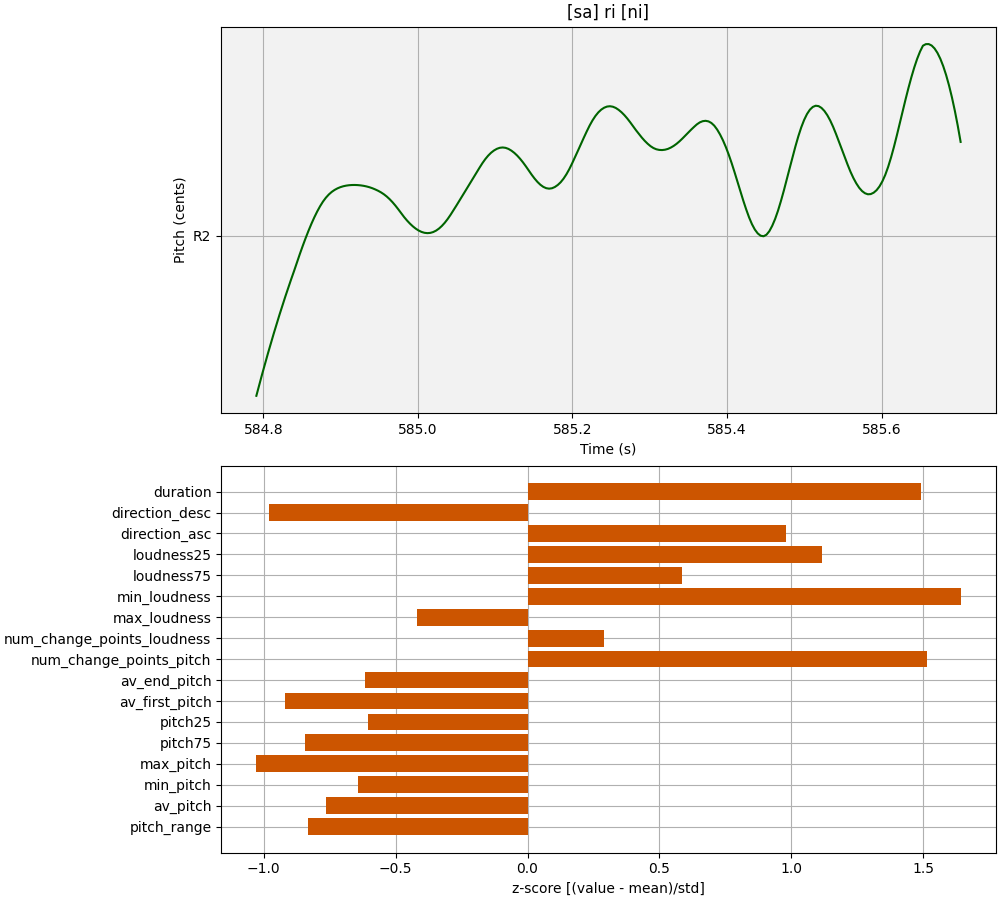 [sa] ri [ni]
Pitch (cents)
R2
584.8 585.0 585.2 585.4 585.6
Time (s)
duration
direction_desc
direction_asc
loudness25
loudness75
min_loudness
max_loudness
num_change_points_loudness
num_change_points_pitch
av_end_pitch
av_first_pitch
pitch25
pitch75
max_pitch
min_pitch
av_pitch
pitch_range
−1.0 −0.5 0.0 0.5 1.0 1.5
z-score [(value - mean)/std]